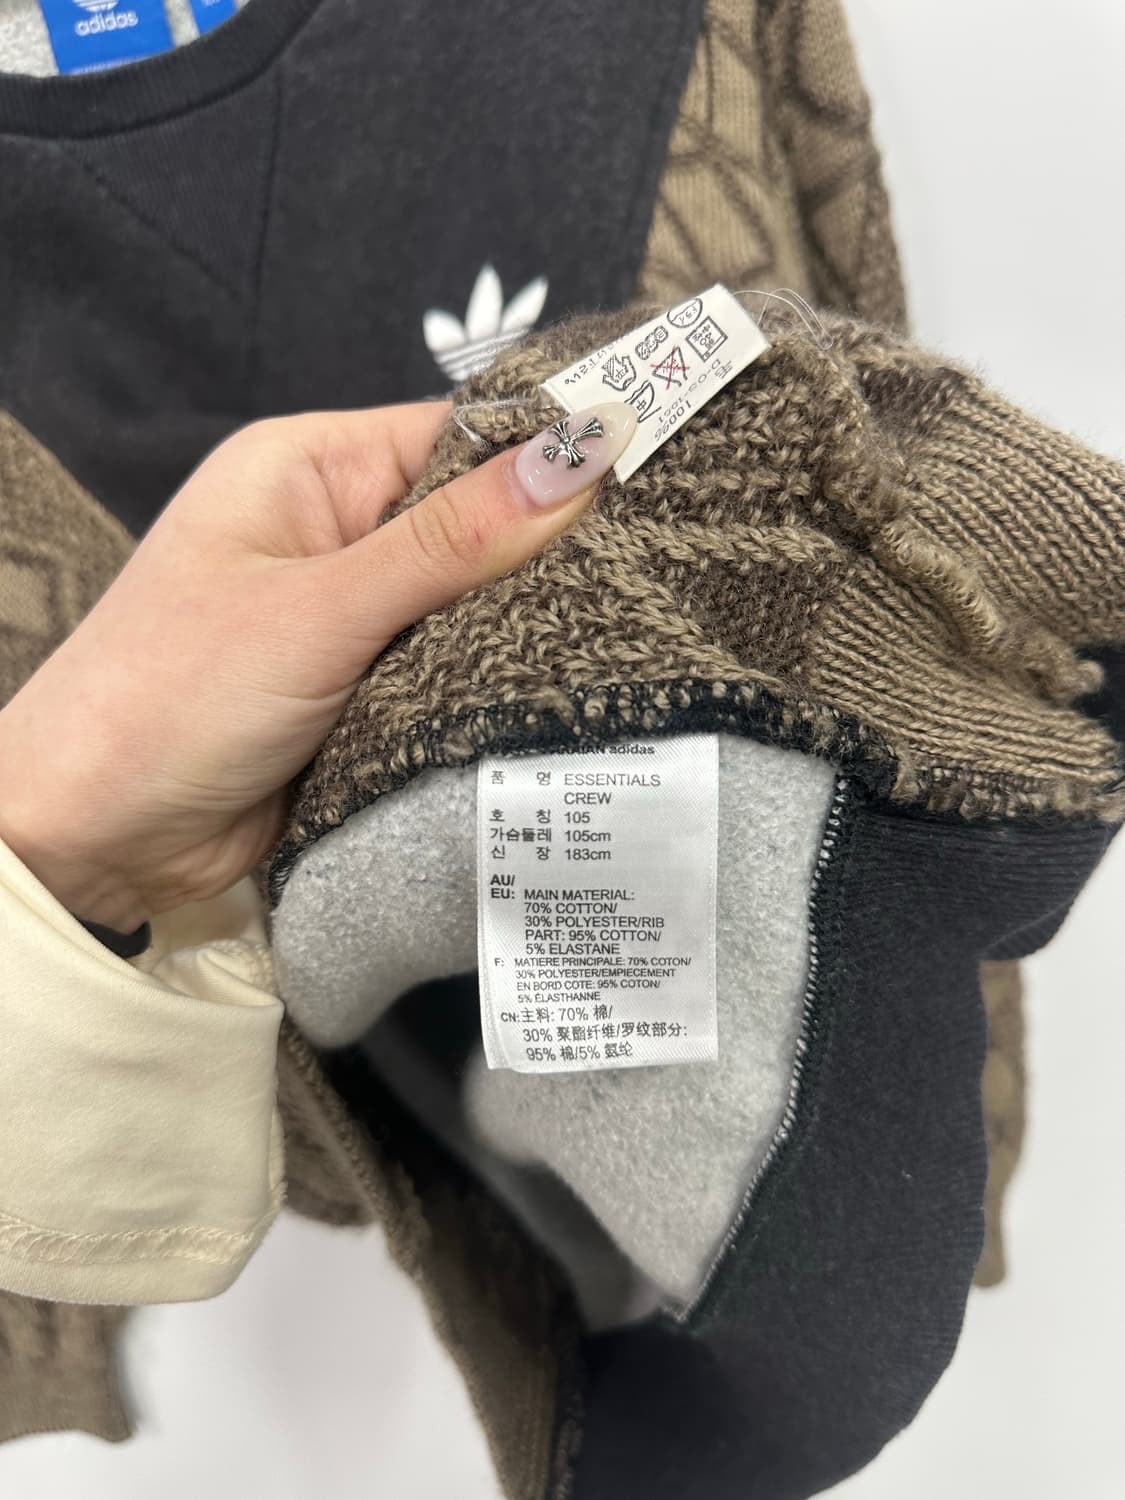 adidas
adidas
품 명 ESSENTIALS
CREW
호 칭 105
가슴둘레 105cm
신 장 183cm
AU/
EU: MAIN MATERIAL:
70% COTTON/
30% POLYESTER/RIB
PART: 95% COTTON/
5% ELASTANE
F: MATIERE PRINCIPALE: 70% COTON/
30% POLYESTER/EMPIECEMENT
EN BORD COTE: 95% COTON/
5% ÉLASTHANNE
CN: 主料: 70% 棉/
30% 聚酯纤维/罗纹部分:
95% 棉/5% 氨纶
10096